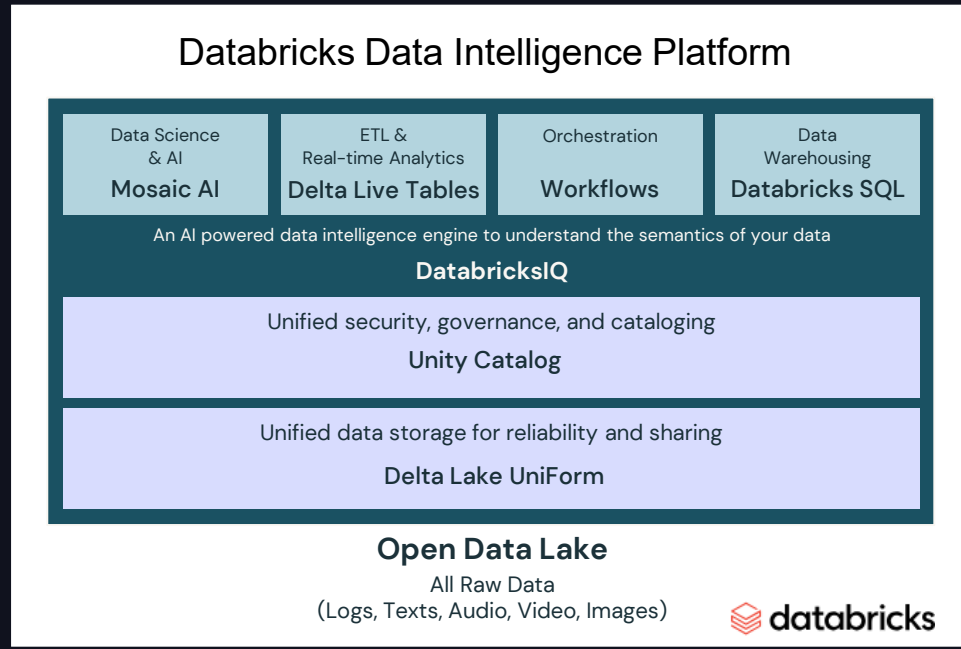 Databricks Data Intelligence Platform
Data Science
& AI
Mosaic AI
ETL &
Real-time Analytics
Delta Live Tables
Orchestration
Workflows
Data
Warehousing
Databricks SQL
An AI powered data intelligence engine to understand the semantics of your data
DatabricksIQ
Unified security, governance, and cataloging
Unity Catalog
Unified data storage for reliability and sharing
Delta Lake UniForm
Open Data Lake
All Raw Data
(Logs, Texts, Audio, Video, Images)
databricks